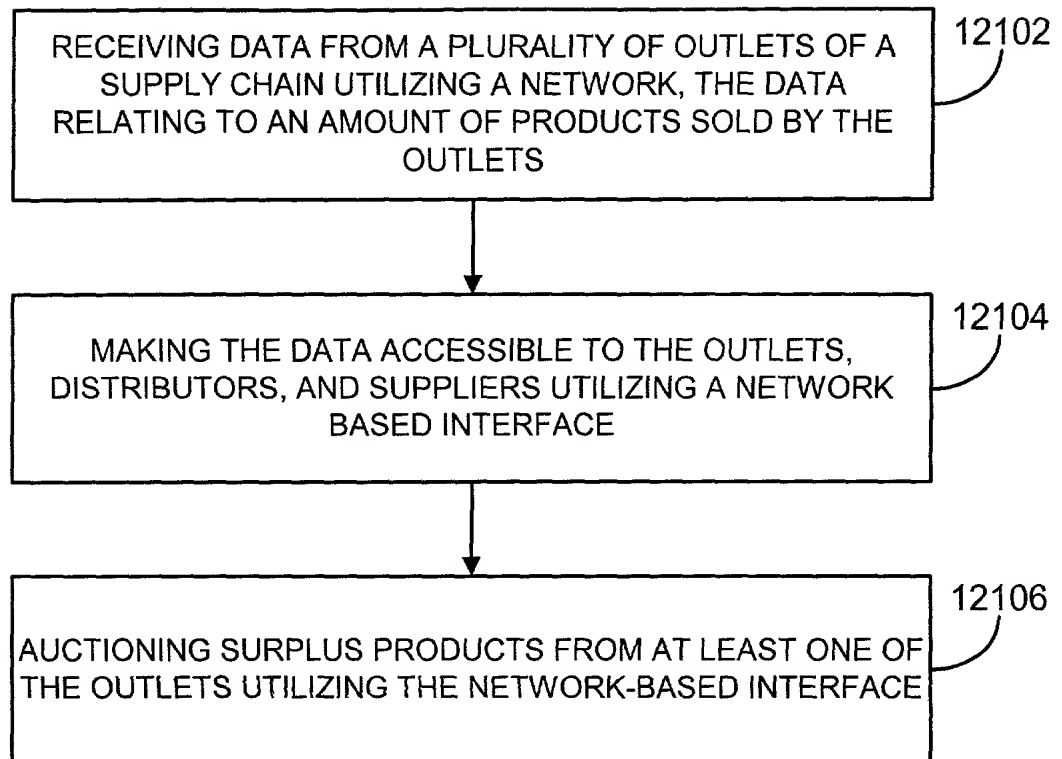 RECEIVING DATA FROM A PLURALITY OF OUTLETS OF A
SUPPLY CHAIN UTILIZING A NETWORK, THE DATA
RELATING TO AN AMOUNT OF PRODUCTS SOLD BY THE
OUTLETS
12102
MAKING THE DATA ACCESSIBLE TO THE OUTLETS,
DISTRIBUTORS, AND SUPPLIERS UTILIZING A NETWORK
BASED INTERFACE
12104
AUCTIONING SURPLUS PRODUCTS FROM AT LEAST ONE OF
THE OUTLETS UTILIZING THE NETWORK-BASED INTERFACE
12106